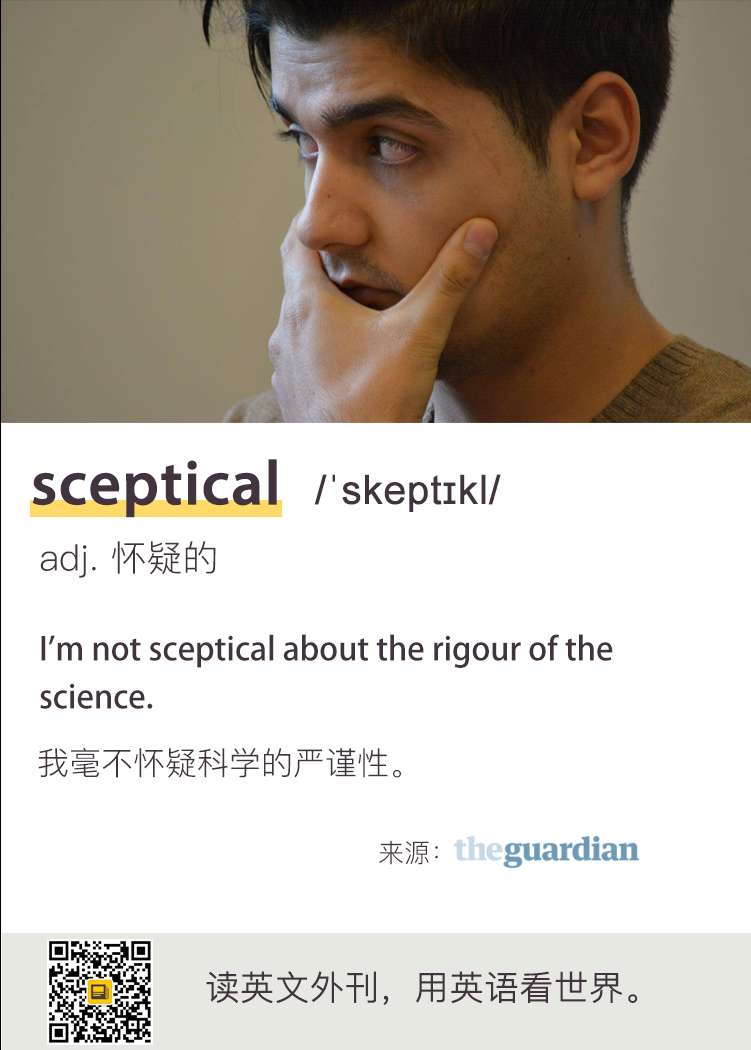 sceptical /ˈskeptɪkl/
adj. 怀疑的
I’m not sceptical about the rigour of the
science.
我毫不怀疑科学的严谨性。
来源：theguardian
读英文外刊，用英语看世界。